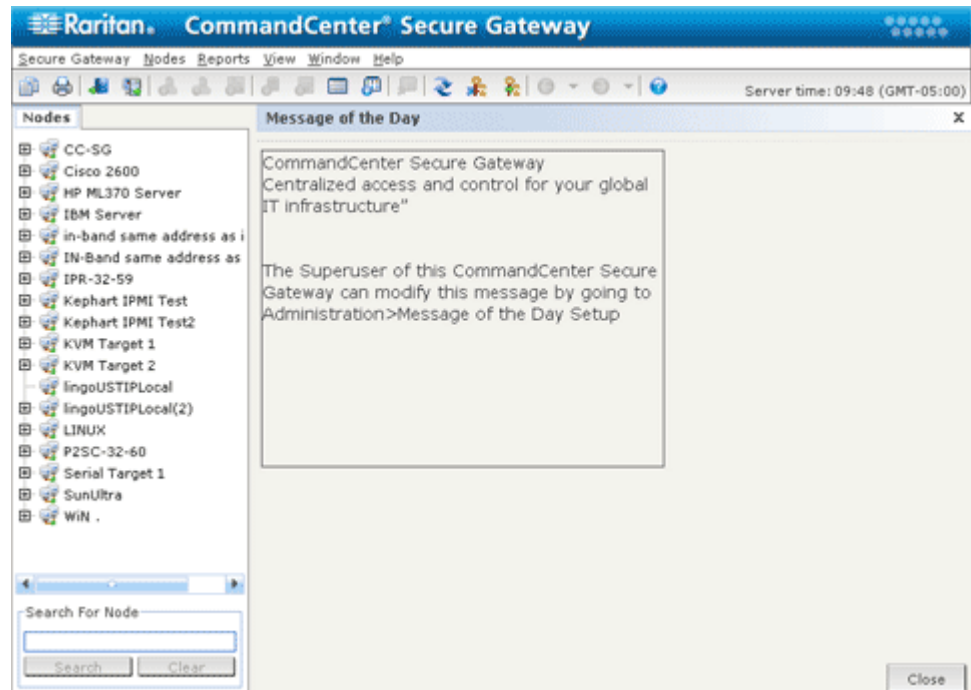 Raritan. CommandCenter® Secure Gateway
Secure Gateway Nodes Reports View Window Help
Server time: 09:48 (GMT-05:00)
Nodes
CC-SG
Cisco 2600
HP ML370 Server
IBM Server
in-band same address as i
IN-Band same address as
IPR-32-59
Kephart IPMI Test
Kephart IPMI Test2
KVM Target 1
KVM Target 2
lingoUSTIPLocal
lingoUSTIPLocal(2)
LINUX
P2SC-32-60
Serial Target 1
SunUltra
WiN .
Search For Node
Search Clear
Message of the Day x
CommandCenter Secure Gateway
Centralized access and control for your global
IT infrastructure"
The Superuser of this CommandCenter Secure
Gateway can modify this message by going to
Administration>Message of the Day Setup
Close